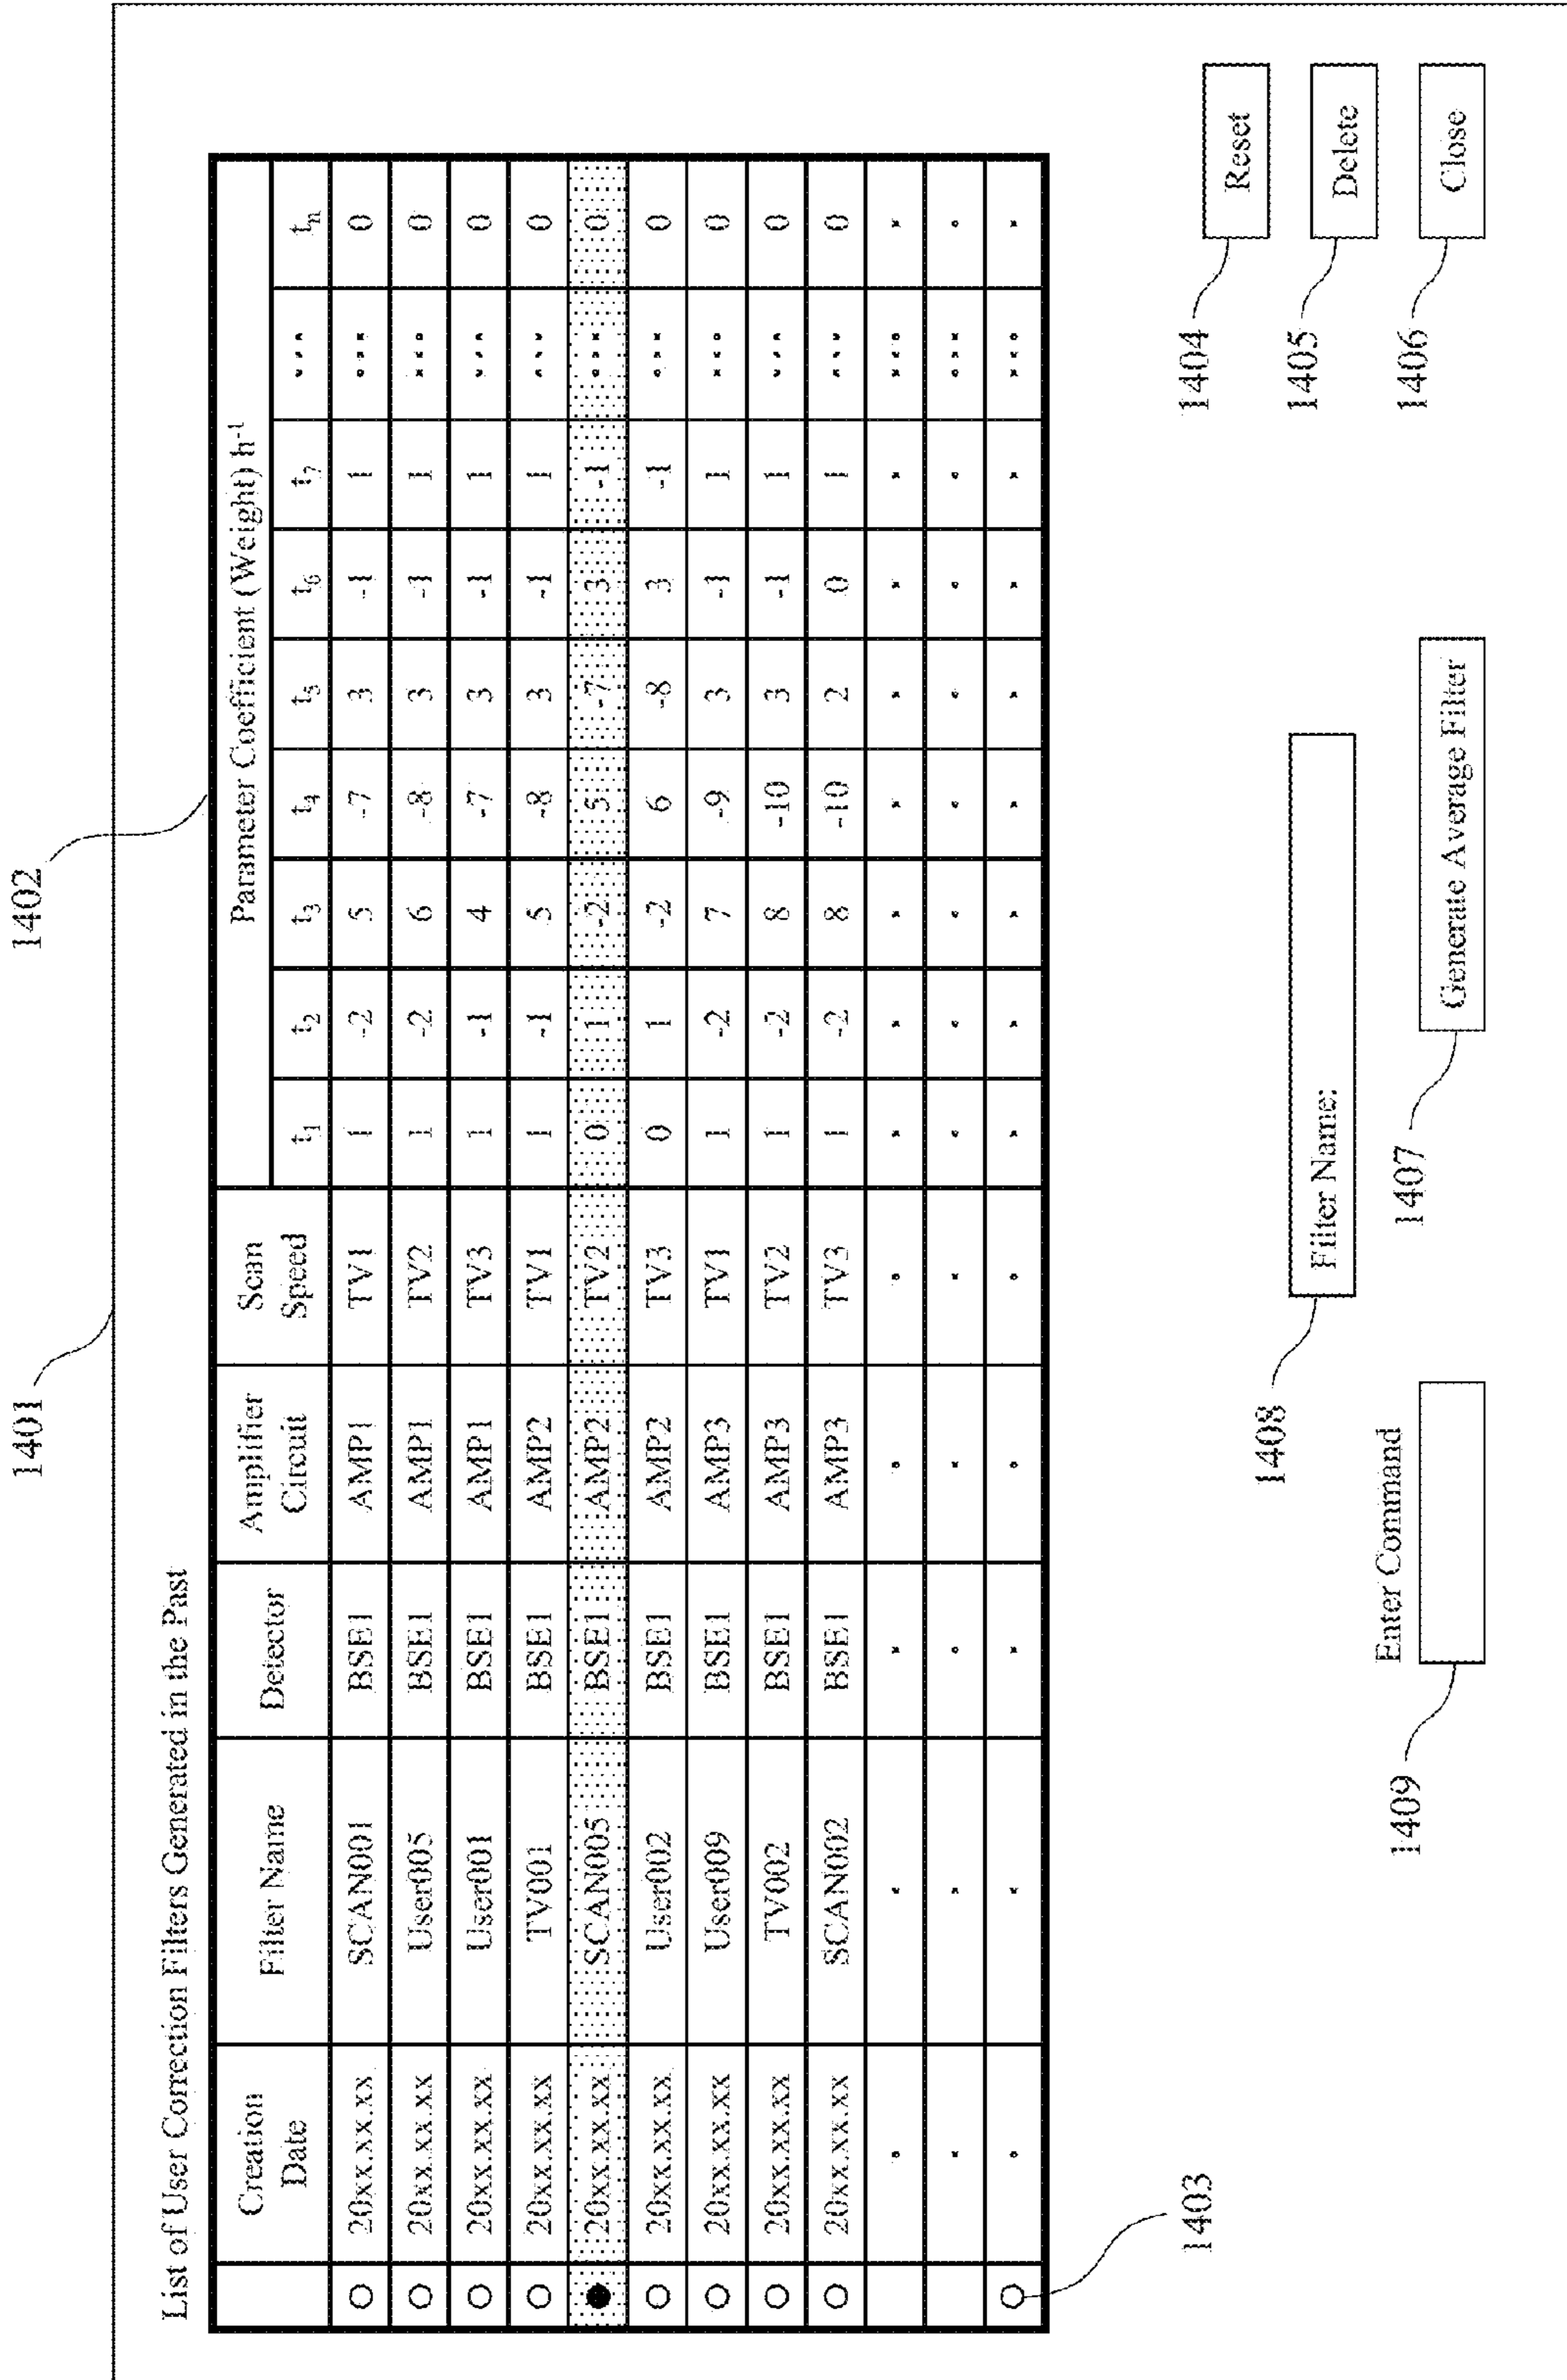 1401
1402
List of User Correction Filters Generated in the Past
Creation Date Filter Name Detector Amplifier Circuit Scan Speed Parameter Coefficient (Weight) h⁻¹
t₁ t₂ t₃ t₄ t₅ t₆ t₇ ... tₙ
20xx.xx.xx SCAN001 BSE1 AMP1 TV1 1 -2 5 -7 3 -1 1 ... 0
20xx.xx.xx User005 BSE1 AMP1 TV2 1 -2 6 -8 3 -1 1 ... 0
20xx.xx.xx User001 BSE1 AMP1 TV3 1 -1 4 -7 3 -1 1 ... 0
20xx.xx.xx TV001 BSE1 AMP2 TV1 1 -1 5 -8 3 -1 1 ... 0
20xx.xx.xx SCAN005 BSE1 AMP2 TV2 0 1 -2 5 -7 3 -1 ... 0
20xx.xx.xx User002 BSE1 AMP2 TV3 0 1 -2 6 -8 3 -1 ... 0
20xx.xx.xx User009 BSE1 AMP3 TV1 1 -2 7 -9 3 -1 1 ... 0
20xx.xx.xx TV002 BSE1 AMP3 TV2 1 -2 8 -10 3 -1 1 ... 0
20xx.xx.xx SCAN002 BSE1 AMP3 TV3 1 -2 8 -10 2 0 1 ... 0
1403
1404 Reset
1408 Filter Name:
1405 Delete
Enter Command
1409
1407 Generate Average Filter
1406 Close